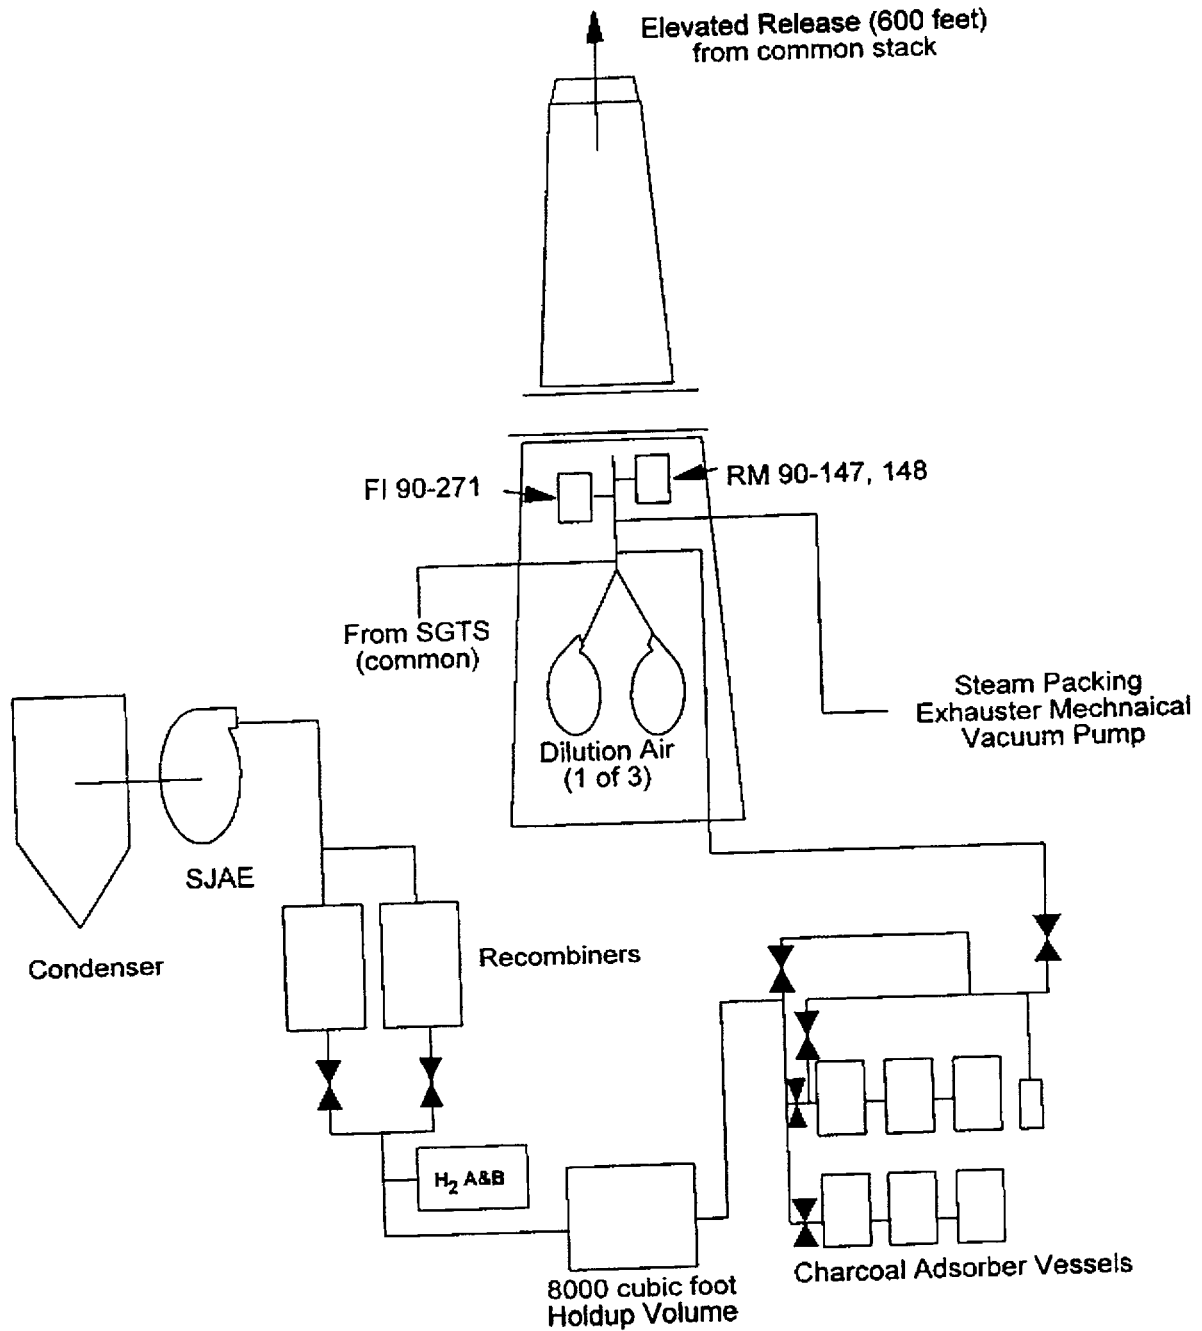 Elevated Release (600 feet)
from common stack
FI 90-271
RM 90-147, 148
From SGTS
(common)
Dilution Air
(1 of 3)
Steam Packing
Exhauster Mechnaical
Vacuum Pump
SJAE
Condenser
Recombiners
H2 A&B
8000 cubic foot
Holdup Volume
Charcoal Adsorber Vessels